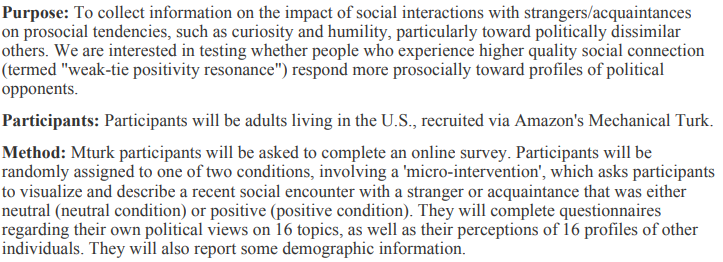 Purpose: To collect information on the impact of social interactions with strangers/acquaintances
on prosocial tendencies, such as curiosity and humility, particularly toward politically dissimilar
others. We are interested in testing whether people who experience higher quality social connection
(termed "weak-tie positivity resonance") respond more prosocially toward profiles of political
opponents.
Participants: Participants will be adults living in the U.S., recruited via Amazon's Mechanical Turk.
Method: Mturk participants will be asked to complete an online survey. Participants will be
randomly assigned to one of two conditions, involving a 'micro-intervention', which asks participants
to visualize and describe a recent social encounter with a stranger or acquaintance that was either
neutral (neutral condition) or positive (positive condition). They will complete questionnaires
regarding their own political views on 16 topics, as well as their perceptions of 16 profiles of other
individuals. They will also report some demographic information.